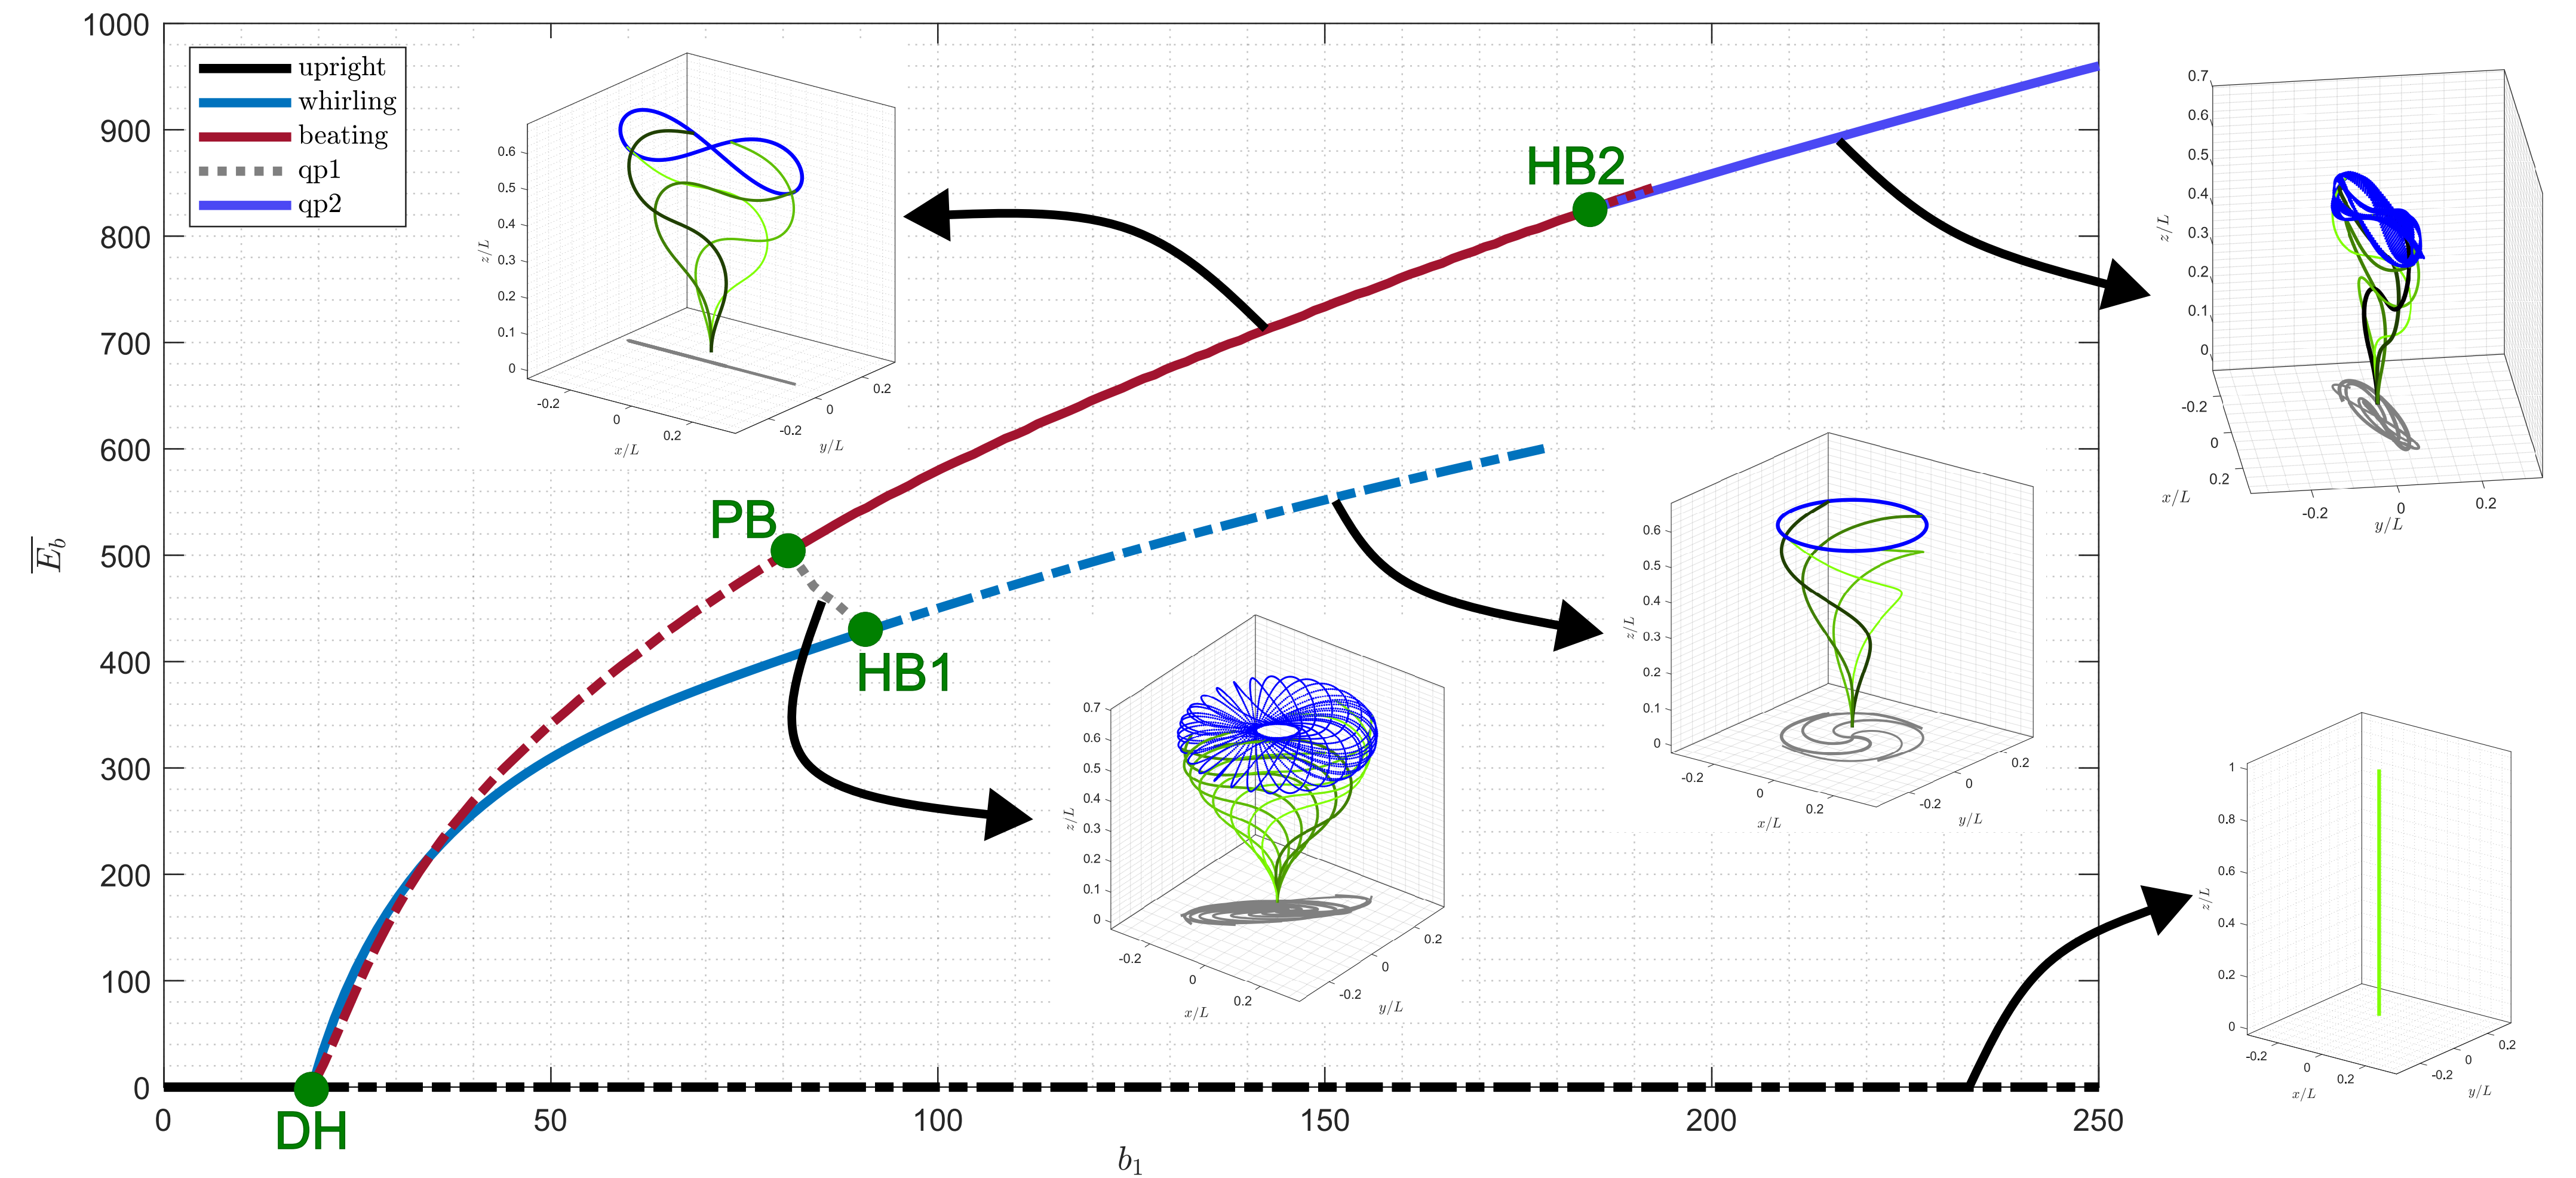 1000
900
800
700
600
500
400
300
200
100
0
0 50 100 150 200 250
b₁
E̅_b
upright
whirling
beating
qp1
qp2
DH
PB
HB1
HB2
0.6
0.5
0.4
0.3
0.2
0.1
0
z/L
-0.2 0 0.2
x/L
-0.2 0 0.2
y/L
0.7
0.6
0.5
0.4
0.3
0.2
0.1
0
z/L
-0.2
0
0.2
x/L
-0.2 0 0.2
y/L
0.6
0.5
0.4
0.3
0.2
0.1
0
z/L
-0.2 0 0.2
x/L
-0.2 0 0.2
y/L
0.7
0.6
0.5
0.4
0.3
0.2
0.1
0
z/L
-0.2 0 0.2
x/L
-0.2 0 0.2
y/L
1
0.8
0.6
0.4
0.2
0
z/L
-0.2 0 0.2
x/L
-0.2 0 0.2
y/L